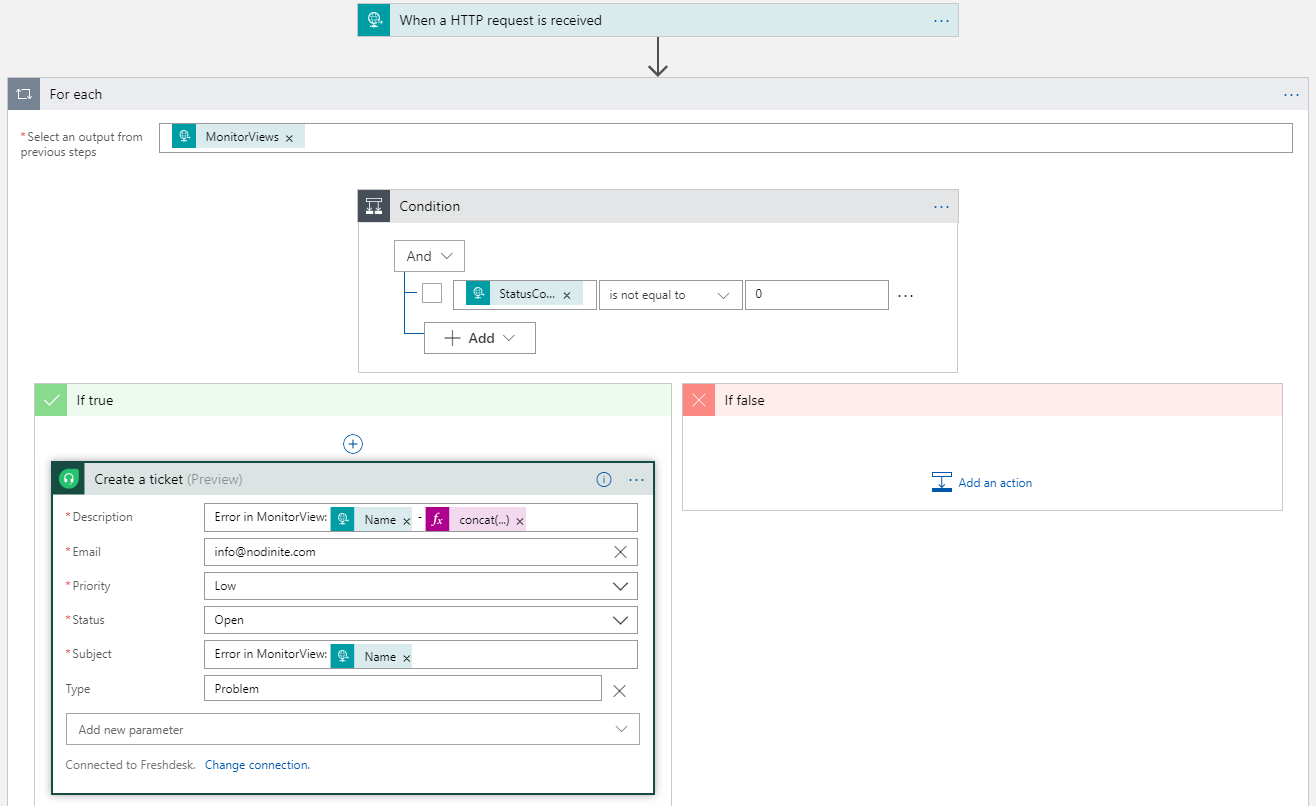 When a HTTP request is received
...
For each
...
*Select an output from
previous steps
MonitorViews ×
Condition
...
And
StatusCo... ×
is not equal to
0
...
+ Add
If true
If false
Create a ticket (Preview)
...
Add an action
*Description
Error in MonitorView: Name × - fx concat(...) ×
*Email
info@nodinite.com
*Priority
Low
*Status
Open
*Subject
Error in MonitorView: Name ×
Type
Problem
Add new parameter
Connected to Freshdesk. Change connection.